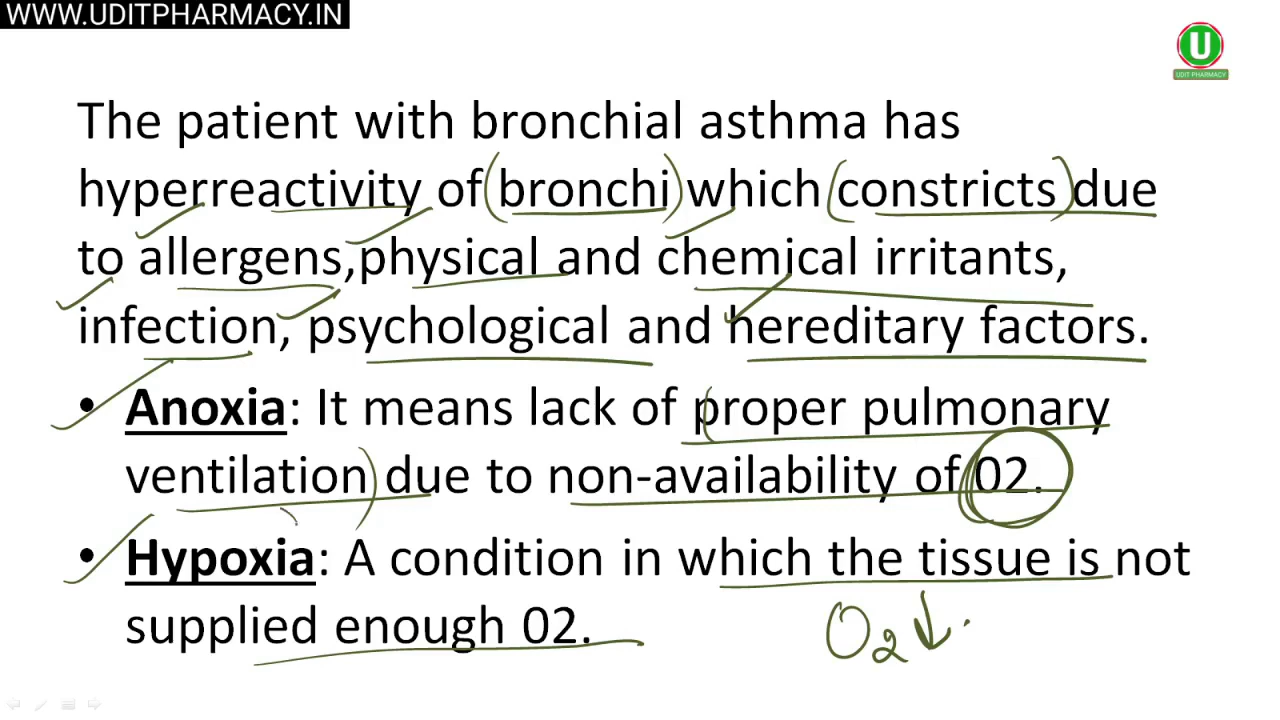 WWW.UDITPHARMACY.IN
U
UDIT PHARMACY
The patient with bronchial asthma has
hyperreactivity of (bronchi) which (constricts) due
to allergens,physical and chemical irritants,
infection, psychological and hereditary factors.
• Anoxia: It means lack of (proper pulmonary
ventilation) due to non-availability of 02.
• Hypoxia: A condition in which the tissue is not
supplied enough 02.
O2 ↓